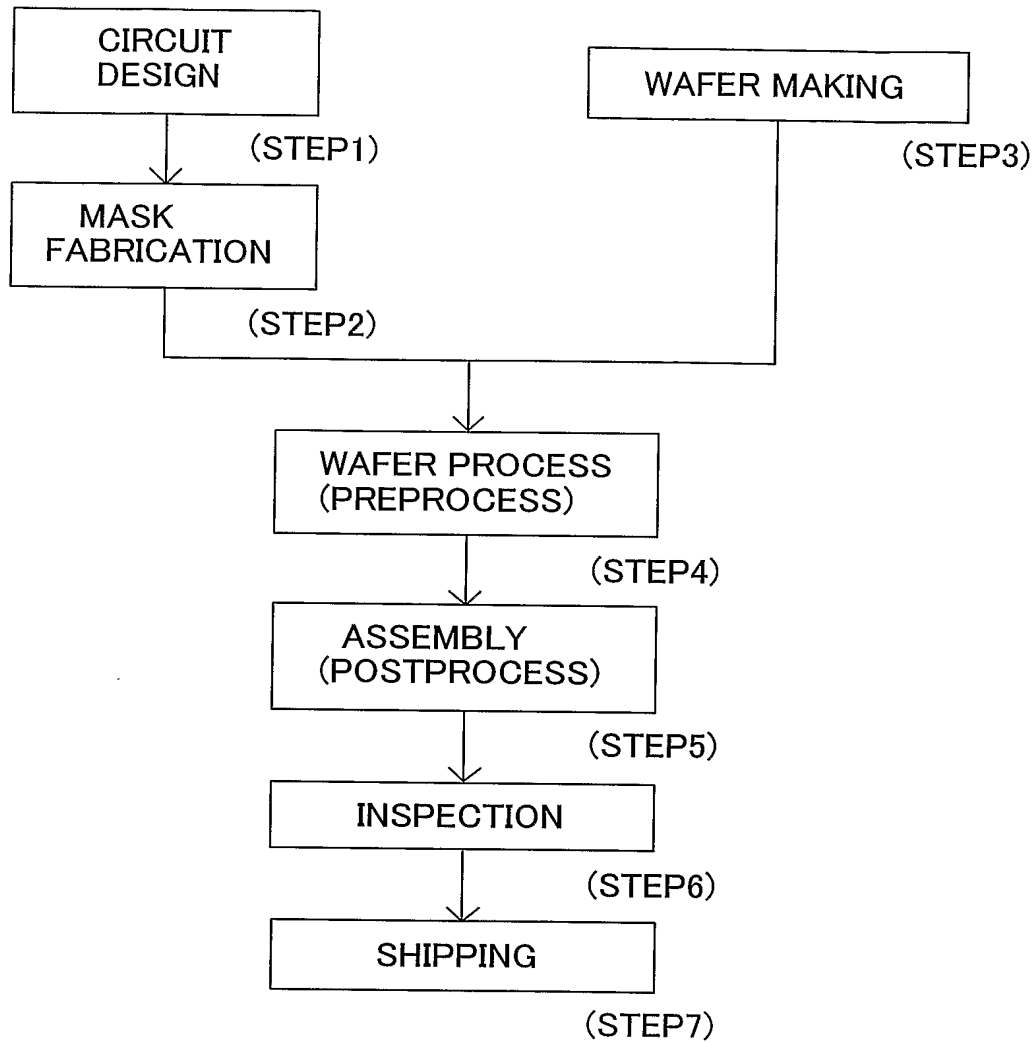 CIRCUIT
DESIGN
(STEP1)
MASK
FABRICATION
(STEP2)
WAFER MAKING
(STEP3)
WAFER PROCESS
(PREPROCESS)
(STEP4)
ASSEMBLY
(POSTPROCESS)
(STEP5)
INSPECTION
(STEP6)
SHIPPING
(STEP7)